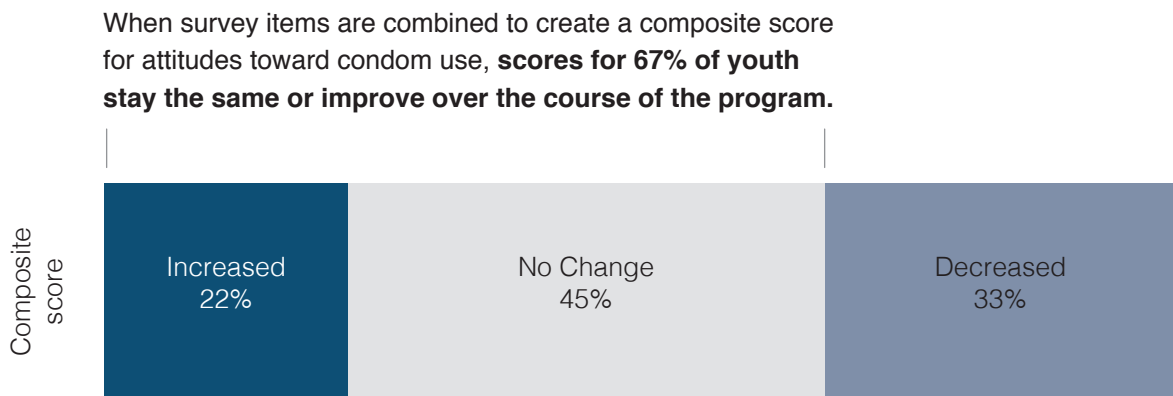 When survey items are combined to create a composite score
for attitudes toward condom use, scores for 67% of youth
stay the same or improve over the course of the program.
Composite
score
Increased
22%
No Change
45%
Decreased
33%